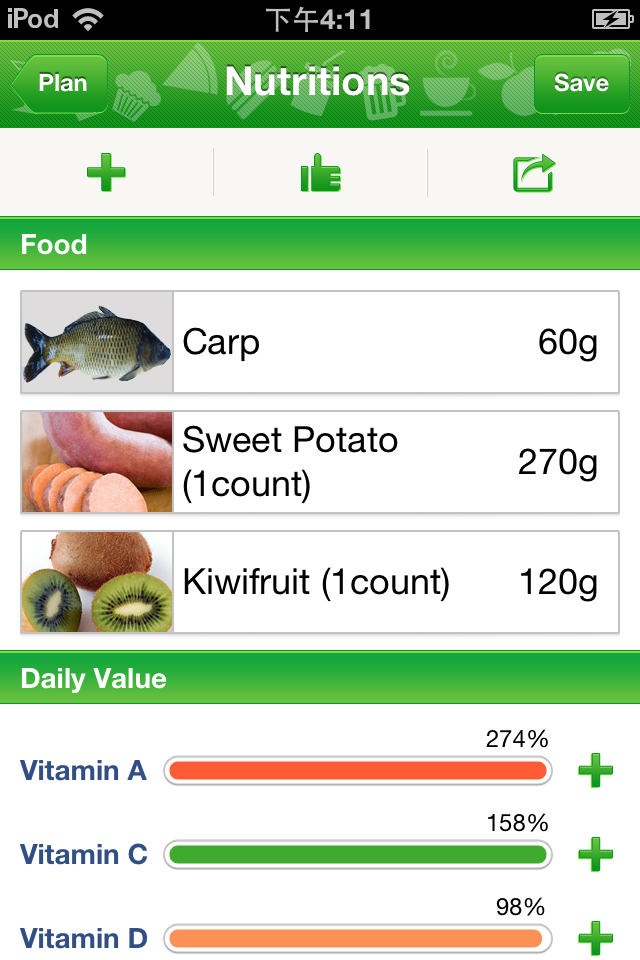 iPod 下午4:11
Plan Nutritions Save
Food
Carp 60g
Sweet Potato
(1count) 270g
Kiwifruit (1count) 120g
Daily Value
274%
Vitamin A
158%
Vitamin C
98%
Vitamin D